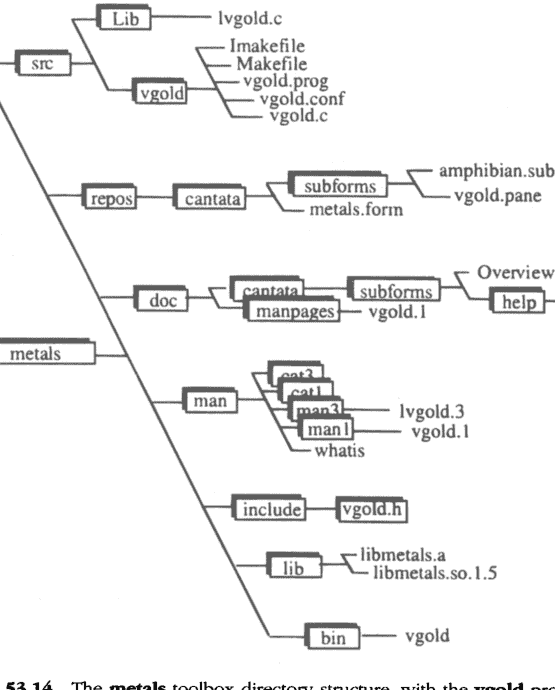 Lib
lvgold.c
src
Imakefile
Makefile
vgold
vgold.prog
vgold.conf
vgold.c
repos
cantata
subforms
amphibian.sub
vgold.pane
metals.form
doc
cantata
subforms
Overview
help
manpages
vgold.1
metals
man
cat3
cat1
man3
lvgold.3
man1
vgold.1
whatis
include
vgold.h
lib
libmetals.a
libmetals.so.1.5
bin
vgold
53.14 The metals toolbox directory structure, with the vgold pro